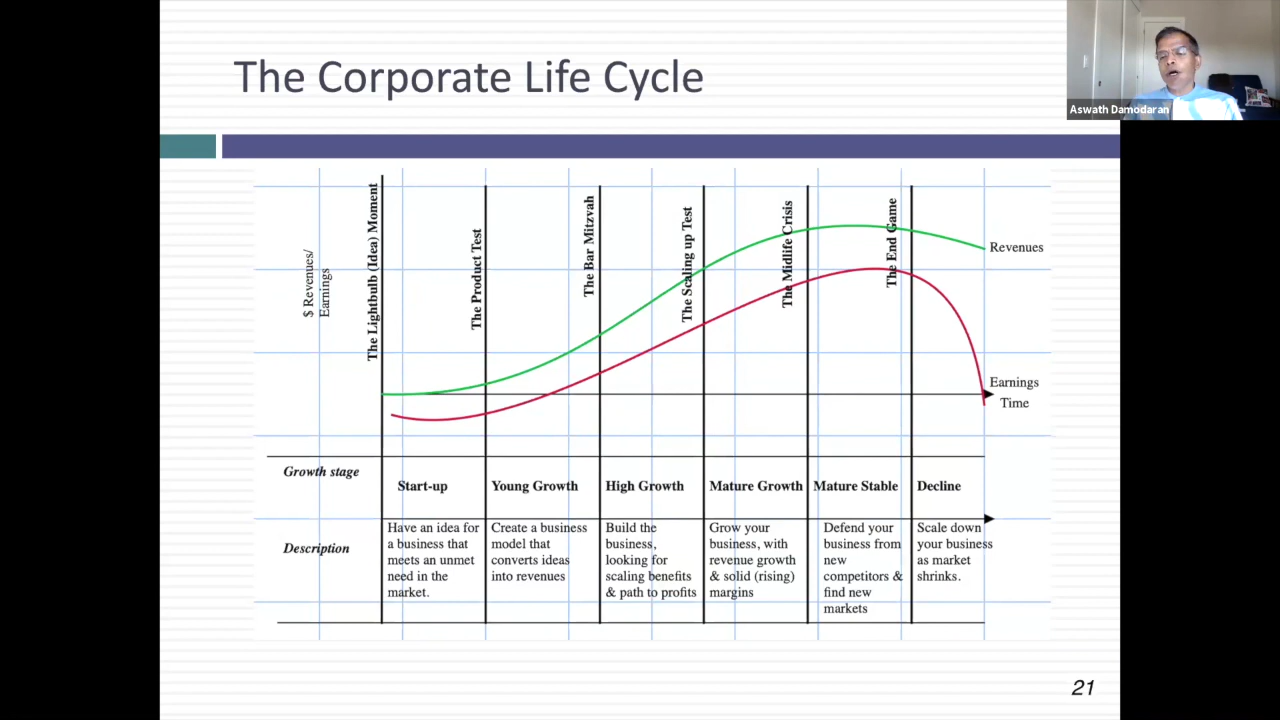 The Corporate Life Cycle
Aswath Damodaran
$ Revenues/
Earnings
The Lightbulb (Idea) Moment
The Product Test
The Bar Mitzvah
The Scaling up Test
The Midlife Crisis
The End Game
Revenues
Earnings
Time
Growth stage
Start-up
Young Growth
High Growth
Mature Growth
Mature Stable
Decline
Description
Have an idea for
a business that
meets an unmet
need in the
market.
Create a business
model that
converts ideas
into revenues
Build the
business,
looking for
scaling benefits
& path to profits
Grow your
business, with
revenue growth
& solid (rising)
margins
Defend your
business from
new
competitors &
find new
markets
Scale down
your business
as market
shrinks.
21